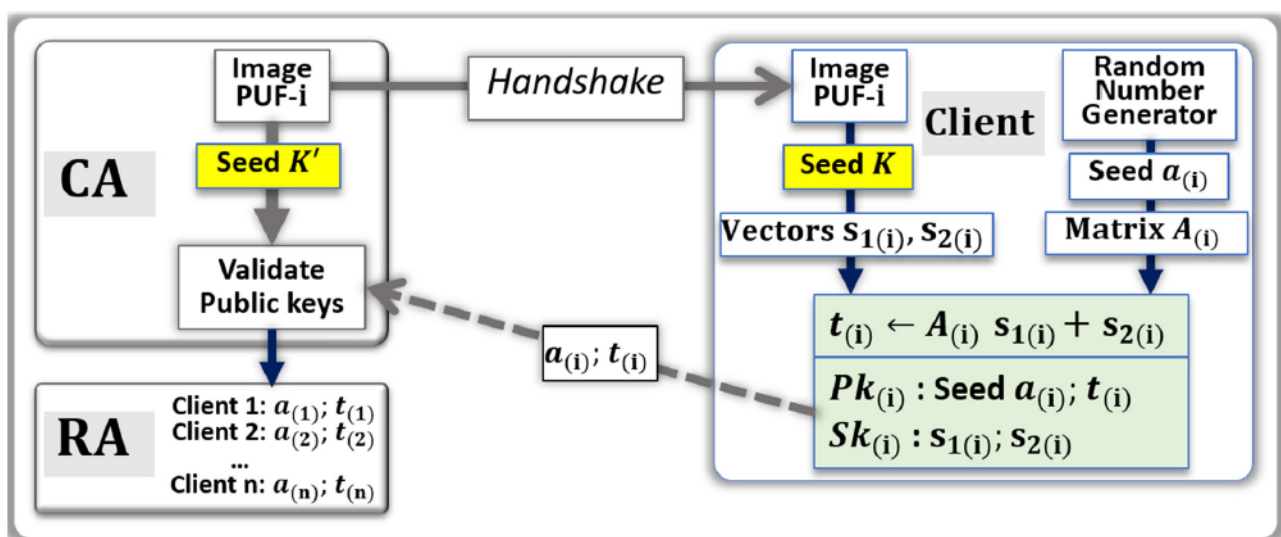 CA
Image
PUF-i
Seed K′
Validate
Public keys
Handshake
Client
Image
PUF-i
Seed K
Vectors s₁₍ᵢ₎, s₂₍ᵢ₎
Random
Number
Generator
Seed a₍ᵢ₎
Matrix A₍ᵢ₎
t₍ᵢ₎ ← A₍ᵢ₎ s₁₍ᵢ₎ + s₂₍ᵢ₎
Pk₍ᵢ₎ : Seed a₍ᵢ₎; t₍ᵢ₎
Sk₍ᵢ₎ : s₁₍ᵢ₎; s₂₍ᵢ₎
a₍ᵢ₎; t₍ᵢ₎
RA
Client 1: a₍₁₎; t₍₁₎
Client 2: a₍₂₎; t₍₂₎
...
Client n: a₍ₙ₎; t₍ₙ₎